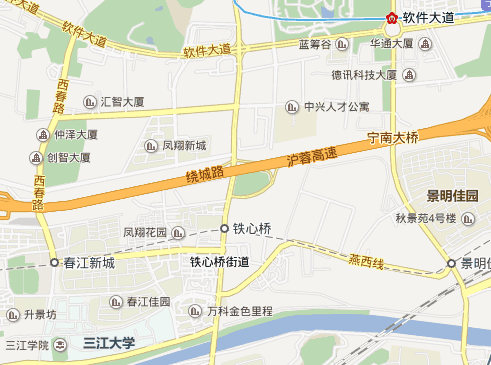 软件大道
软件大道
软件大道
蓝筹谷
华通大厦
德讯科技大厦
西春路
汇智大厦
中兴人才公寓
仲泽大厦
宁南大桥
凤翔新城
创智大厦
沪蓉高速
绕城路
西春路
景明佳园
秋景苑4号楼
凤翔花园
铁心桥
春江新城
铁心桥街道
燕西线
景明佳
春江佳园
万科金色里程
升景坊
三江学院
三江大学